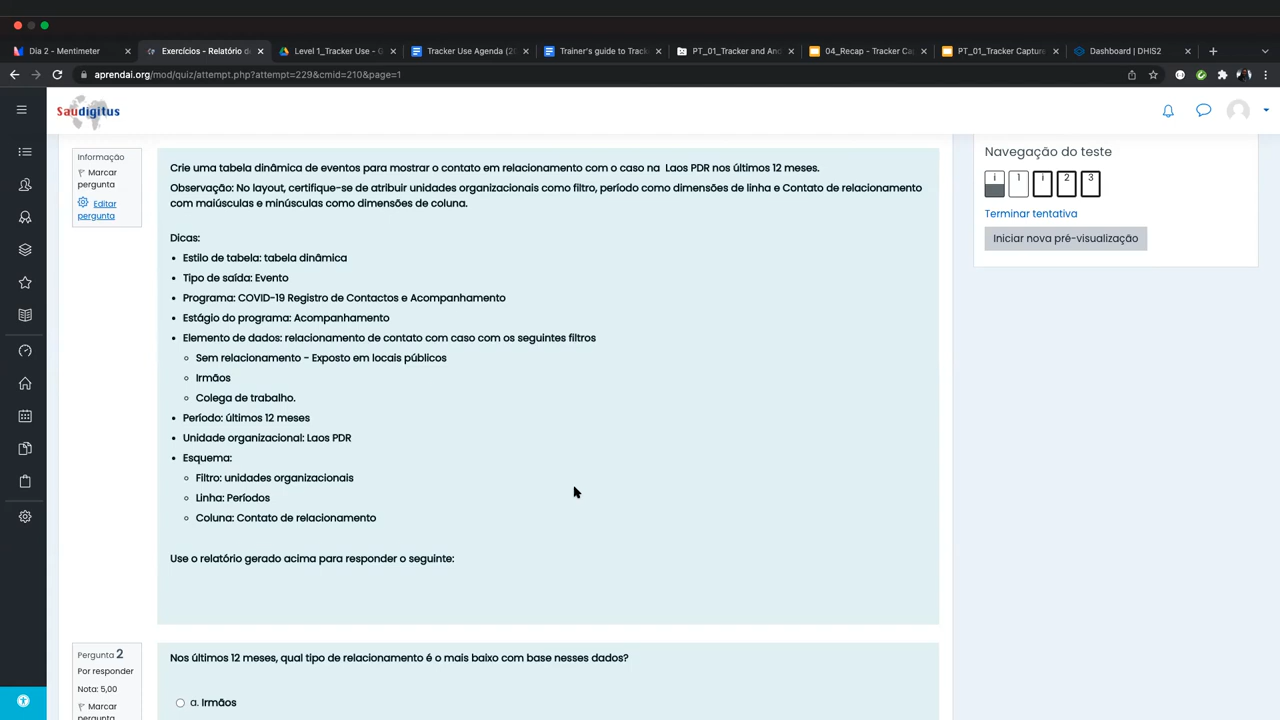 Dia 2 - Mentimeter
Exercícios - Relatório d
Level 1_Tracker Use - G
Tracker Use Agenda (2
Trainer's guide to Track
PT_01_Tracker and And
04_Recap - Tracker Ca
PT_01_Tracker Capture
Dashboard | DHIS2
aprendai.org/mod/quiz/attempt.php?attempt=229&cmid=210&page=1
Saudigitus
Informação
Marcar
pergunta
Editar
pergunta
Crie uma tabela dinâmica de eventos para mostrar o contato em relacionamento com o caso na Laos PDR nos últimos 12 meses.
Observação: No layout, certifique-se de atribuir unidades organizacionais como filtro, período como dimensões de linha e Contato de relacionamento
com maiúsculas e minúsculas como dimensões de coluna.
Dicas:
• Estilo de tabela: tabela dinâmica
• Tipo de saída: Evento
• Programa: COVID-19 Registro de Contactos e Acompanhamento
• Estágio do programa: Acompanhamento
• Elemento de dados: relacionamento de contato com caso com os seguintes filtros
◦ Sem relacionamento - Exposto em locais públicos
◦ Irmãos
◦ Colega de trabalho.
• Período: últimos 12 meses
• Unidade organizacional: Laos PDR
• Esquema:
◦ Filtro: unidades organizacionais
◦ Linha: Períodos
◦ Coluna: Contato de relacionamento
Use o relatório gerado acima para responder o seguinte:
Navegação do teste
i 1 i 2 3
Terminar tentativa
Iniciar nova pré-visualização
Pergunta 2
Por responder
Nota: 5,00
Marcar
pergunta
Nos últimos 12 meses, qual tipo de relacionamento é o mais baixo com base nesses dados?
a. Irmãos